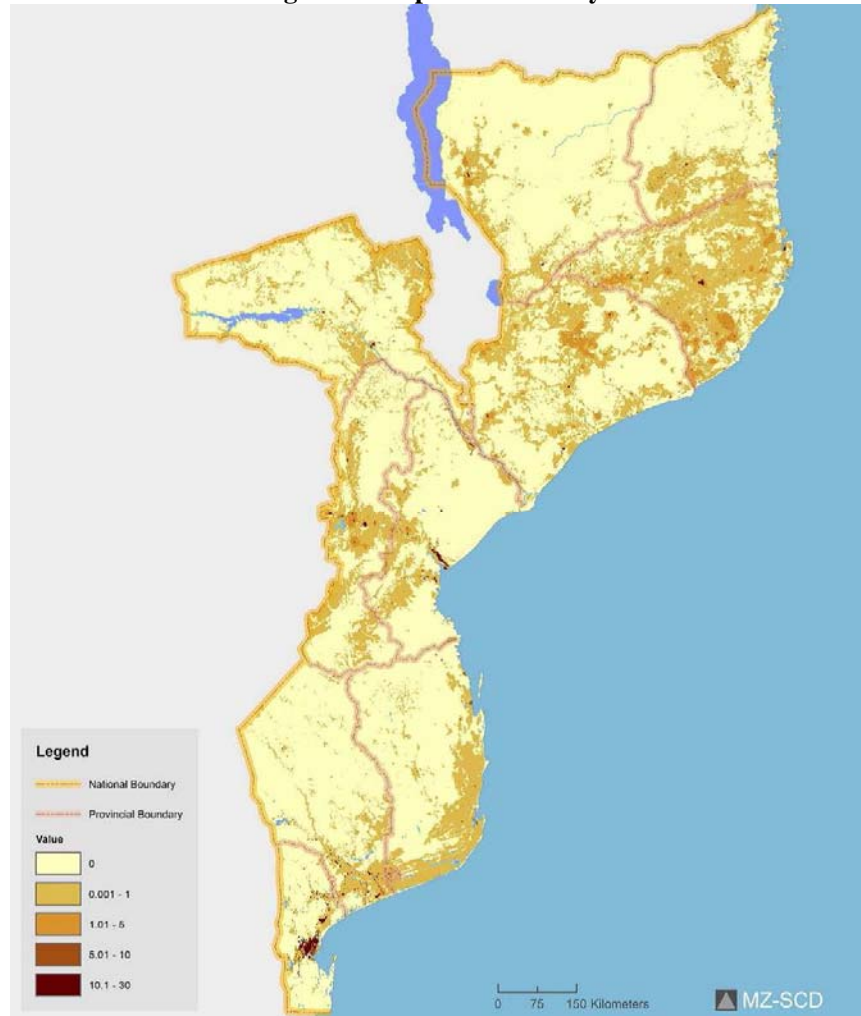 Legend
National Boundary
Provincial Boundary
Value
0
0.001 - 1
1.01 - 5
5.01 - 10
10.1 - 30
0 75 150 Kilometers
MZ-SCD